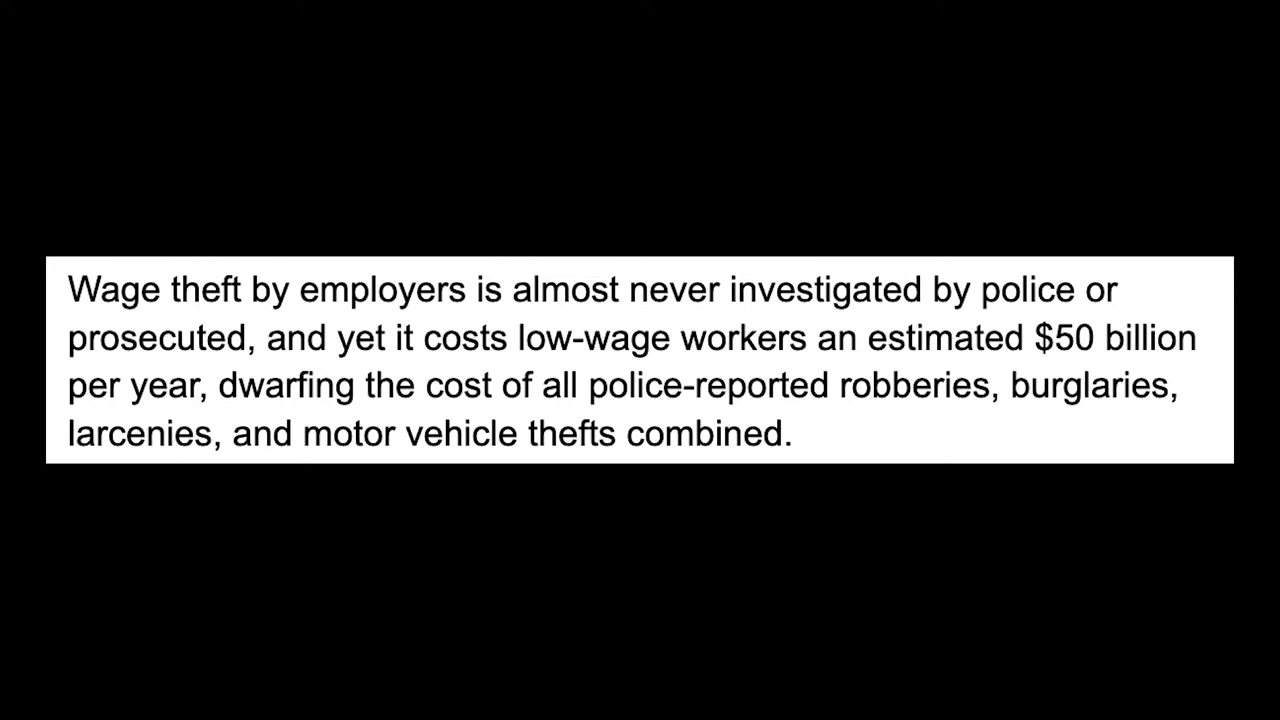 Wage theft by employers is almost never investigated by police or
prosecuted, and yet it costs low-wage workers an estimated $50 billion
per year, dwarfing the cost of all police-reported robberies, burglaries,
larcenies, and motor vehicle thefts combined.